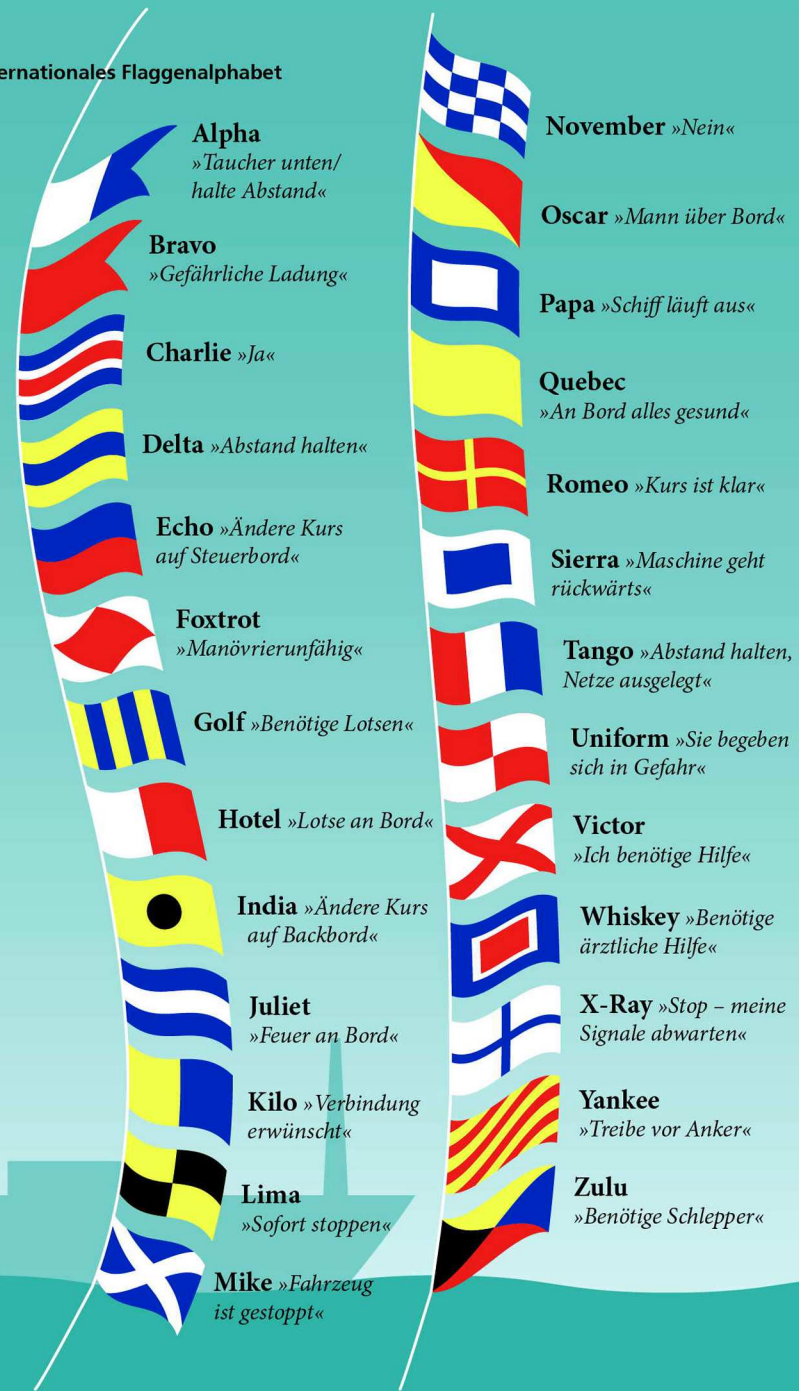 ernationales Flaggenalphabet
Alpha
»Taucher unten/
halte Abstand«
Bravo
»Gefährliche Ladung«
Charlie »Ja«
Delta »Abstand halten«
Echo »Ändere Kurs
auf Steuerbord«
Foxtrot
»Manövrierunfähig«
Golf »Benötige Lotsen«
Hotel »Lotse an Bord«
India »Ändere Kurs
auf Backbord«
Juliet
»Feuer an Bord«
Kilo »Verbindung
erwünscht«
Lima
»Sofort stoppen«
Mike »Fahrzeug
ist gestoppt«
November »Nein«
Oscar »Mann über Bord«
Papa »Schiff läuft aus«
Quebec
»An Bord alles gesund«
Romeo »Kurs ist klar«
Sierra »Maschine geht
rückwärts«
Tango »Abstand halten,
Netze ausgelegt«
Uniform »Sie begeben
sich in Gefahr«
Victor
»Ich benötige Hilfe«
Whiskey »Benötige
ärztliche Hilfe«
X-Ray »Stop – meine
Signale abwarten«
Yankee
»Treibe vor Anker«
Zulu
»Benötige Schlepper«